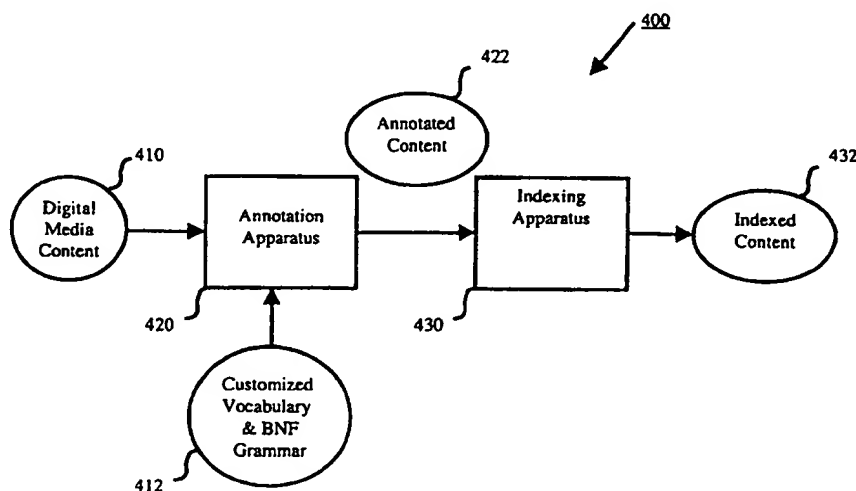 400
422
Annotated
Content
410
432
Digital
Media
Content
Annotation
Apparatus
Indexing
Apparatus
Indexed
Content
420
430
Customized
Vocabulary
& BNF
Grammar
412